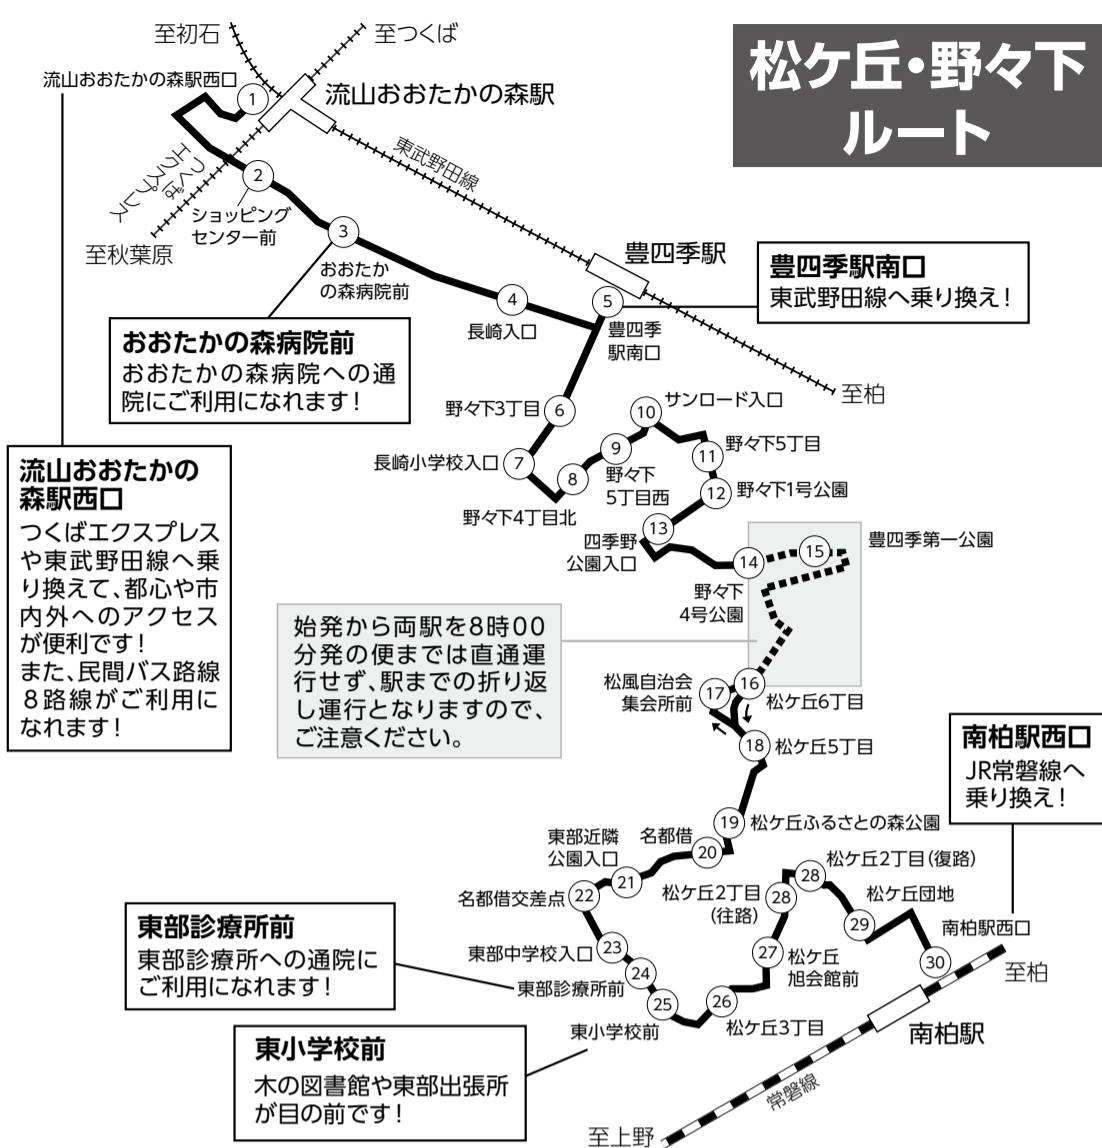 松ケ丘・野々下
ルート
至初石
至つくば
流山おおたかの森駅西口
1
流山おおたかの森駅
東武野田線
つくば
エクスプレス
2
ショッピング
センター前
至秋葉原
3
おおたか
の森病院前
4
長崎入口
豊四季駅
5
豊四季
駅南口
豊四季駅南口
東武野田線へ乗り換え!
至柏
おおたかの森病院前
おおたかの森病院への通
院にご利用になれます!
流山おおたかの
森駅西口
つくばエクスプレス
や東武野田線へ乗
り換えて、都心や市
内外へのアクセス
が便利です!
また、民間バス路線
8路線がご利用に
なれます!
野々下3丁目
6
長崎小学校入口
7
8
野々下4丁目北
9
野々下
5丁目西
10
サンロード入口
11
野々下5丁目
12
野々下1号公園
13
四季野
公園入口
14
野々下
4号公園
15
豊四季第一公園
始発から両駅を8時00
分発の便までは直通運
行せず、駅までの折り返
し運行となりますので、
ご注意ください。
16
松ケ丘6丁目
17
松風自治会
集会所前
18
松ケ丘5丁目
19
松ケ丘ふるさとの森公園
20
名都借
21
東部近隣
公園入口
22
名都借交差点
23
東部中学校入口
24
東部診療所前
25
東小学校前
26
松ケ丘3丁目
27
松ケ丘
旭会館前
28
松ケ丘2丁目
(往路)
28
松ケ丘2丁目(復路)
29
松ケ丘団地
30
南柏駅西口
南柏駅西口
JR常磐線へ
乗り換え!
至柏
南柏駅
常磐線
至上野
東部診療所前
東部診療所への通院に
ご利用になれます!
東小学校前
木の図書館や東部出張所
が目の前です!